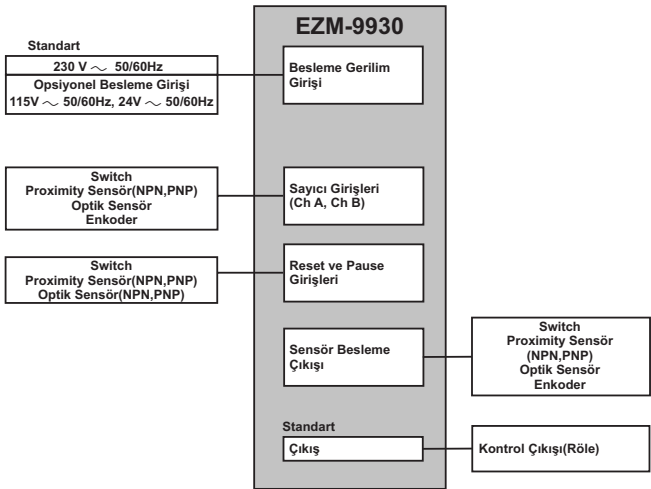 EZM-9930
Standart
230 V ～ 50/60Hz
Opsiyonel Besleme Girişi
115V ～ 50/60Hz, 24V ～ 50/60Hz
Besleme Gerilim
Girişi
Switch
Proximity Sensör(NPN,PNP)
Optik Sensör
Enkoder
Sayıcı Girişleri
(Ch A, Ch B)
Switch
Proximity Sensör(NPN,PNP)
Optik Sensör(NPN,PNP)
Reset ve Pause
Girişleri
Sensör Besleme
Çıkışı
Switch
Proximity Sensör
(NPN,PNP)
Optik Sensör
Enkoder
Standart
Çıkış
Kontrol Çıkışı(Röle)